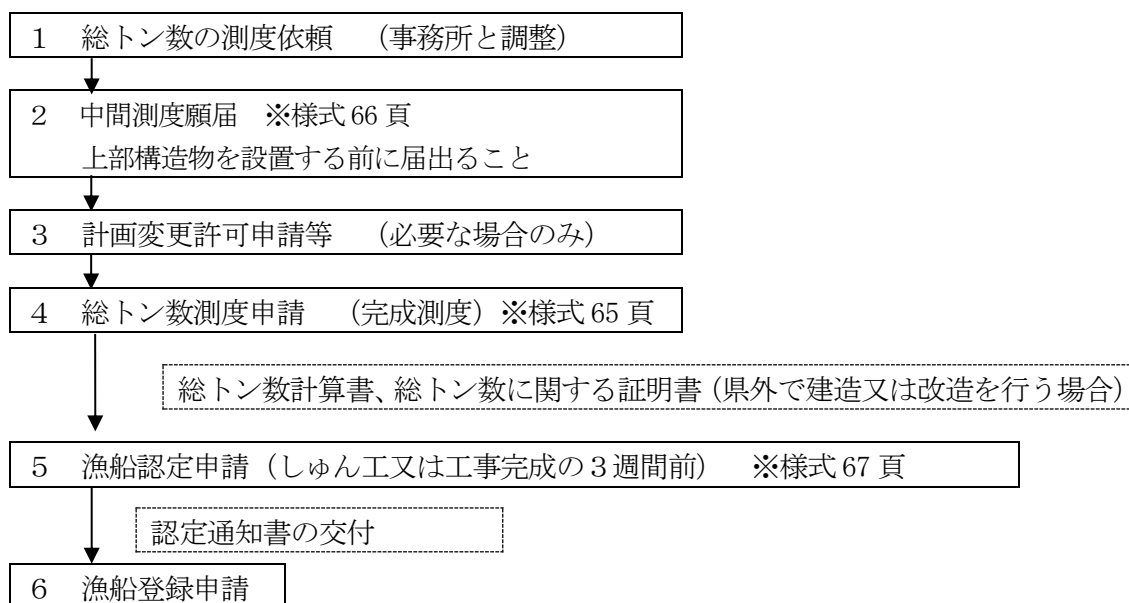 １　総トン数の測度依頼　（事務所と調整）
２　中間測度願届　※様式 66 頁
上部構造物を設置する前に届出ること
３　計画変更許可申請等　（必要な場合のみ）
４　総トン数測度申請　（完成測度）※様式 65 頁
総トン数計算書、総トン数に関する証明書（県外で建造又は改造を行う場合）
５　漁船認定申請（しゅん工又は工事完成の３週間前）　※様式 67 頁
認定通知書の交付
６　漁船登録申請